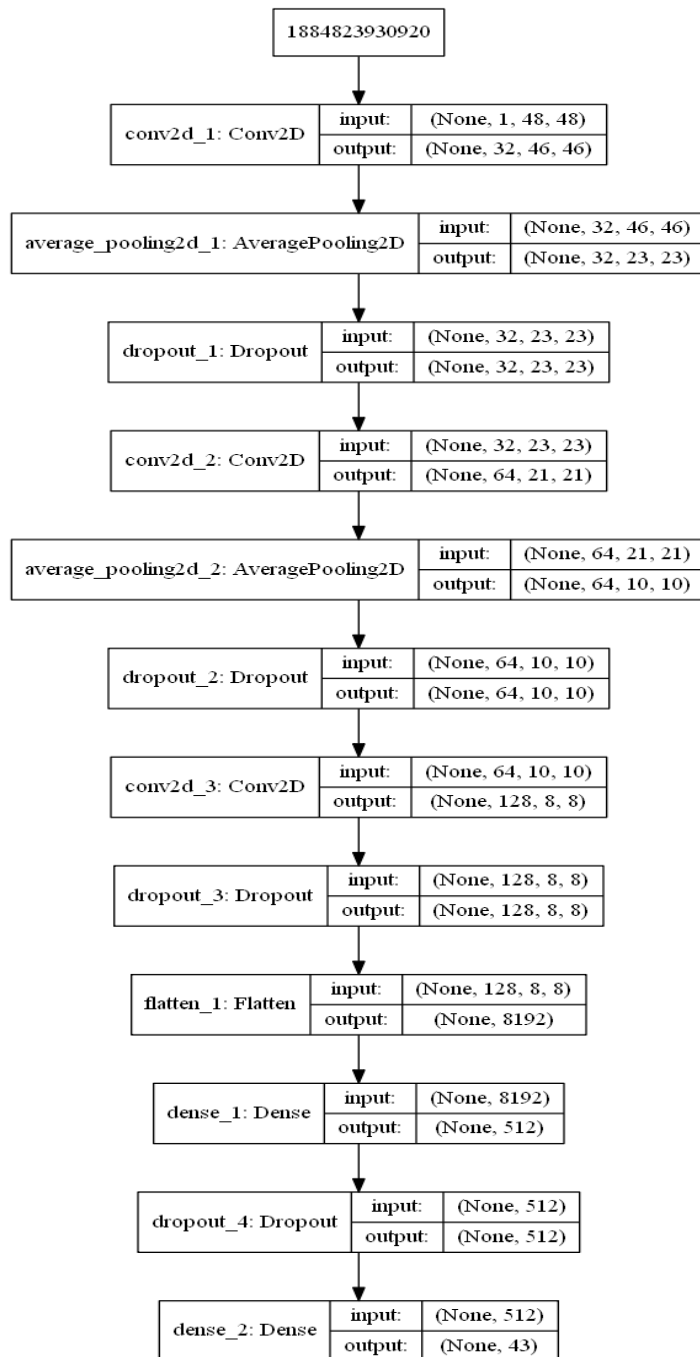 1884823930920
conv2d_1: Conv2D
input: (None, 1, 48, 48)
output: (None, 32, 46, 46)
average_pooling2d_1: AveragePooling2D
input: (None, 32, 46, 46)
output: (None, 32, 23, 23)
dropout_1: Dropout
input: (None, 32, 23, 23)
output: (None, 32, 23, 23)
conv2d_2: Conv2D
input: (None, 32, 23, 23)
output: (None, 64, 21, 21)
average_pooling2d_2: AveragePooling2D
input: (None, 64, 21, 21)
output: (None, 64, 10, 10)
dropout_2: Dropout
input: (None, 64, 10, 10)
output: (None, 64, 10, 10)
conv2d_3: Conv2D
input: (None, 64, 10, 10)
output: (None, 128, 8, 8)
dropout_3: Dropout
input: (None, 128, 8, 8)
output: (None, 128, 8, 8)
flatten_1: Flatten
input: (None, 128, 8, 8)
output: (None, 8192)
dense_1: Dense
input: (None, 8192)
output: (None, 512)
dropout_4: Dropout
input: (None, 512)
output: (None, 512)
dense_2: Dense
input: (None, 512)
output: (None, 43)